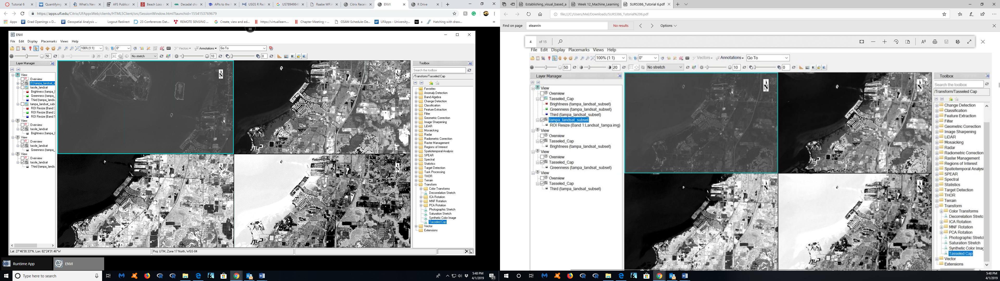 Tutorial 6
Quantifying
What's New
AFS Publicat
Beach Loss.a
Decadal cha
APIs to the R
USGS R Pack
US7894984
Raabe WP.in
Citrix Receiv
ENVI
R Drive
https://apps.ufl.edu/Citrix/UFAppsWeb/clients/HTML5Client/src/SessionWindow.html?launchid=1554153769679
Apps
Grad Openings » D...
Geospatial Analysis ...
Logout Redirect
23 Conferences Dat...
REMOTE SENSING ...
Create, view and ed...
https://virtuallearn...
Chapter Meeting – ...
GSAW-Schedule-De...
UFApps - University...
a
Hatching with draw...
ENVI
File Edit Display Placemarks Views Help
100% (1:1) 0° Vectors Annotations Go To
50 20 No stretch 10 0
Layer Manager
View
Overview
[1] tampa_landsat_s
tassle_landsat
Brightness (tampa_l
Greenness (tampa_
Third (tampa_lands
tampa_landsat_subs
ROI Resize (Band 3
ROI Resize (Band 2
ROI Resize (Band 1
View
Overview
tassle_landsat
Brightness (tampa_l
View
Overview
tassle_landsat
Greenness (tampa_
View
Overview
tassle_landsat
Third (tampa_lands
N
N
N
N
Toolbox
Search the toolbox
/Transform/Tasseled Cap
Favorites
Anomaly Detection
Band Algebra
Change Detection
Classification
Feature Extraction
Filter
Geometric Correction
Image Sharpening
LiDAR
Mosaicking
Radar
Radiometric Correction
Raster Management
Regions of Interest
Spatiotemporal Analysis
SPEAR
Spectral
Statistics
Target Detection
Task Processing
THOR
Terrain
Transform
Color Transforms
Decorrelation Stretch
ICA Rotation
MNF Rotation
PCA Rotation
Photographic Stretch
Saturation Stretch
Synthetic Color Image
Tasseled Cap
Vector
Extensions
Lat: 27°46'30.33"N, Lon: 82°24'31.46"W
Proj: UTM, Zone 17 North, WGS-84
Runtime App
ENVI
Type here to search
5:48 PM
4/1/2019
21
Establishing_visual_based_a
Week 12_Machine_Learning
SUR5386_Tutorial 6.pdf
file:///C:/Users/Mel/Downloads/SUR5386_Tutorial%206.pdf
Find on page
eleanrin
No results
Options
4 of 15
File Edit Display Placemarks Views Help
100% (1:1) 0° Vectors Annotations Go To
50 20 No stretch 10 0
Layer Manager
View
Overview
Tasseled_Cap
Brightness (tampa_landsat_subset)
Greenness (tampa_landsat_subset)
Third (tampa_landsat_subset)
tampa_landsat_subset
ROI Resize (Band 1:Landsat_tampa.img)
View
Overview
Tasseled_Cap
Brightness (tampa_landsat_subset)
View
Overview
Tasseled_Cap
Greenness (tampa_landsat_subset)
View
Overview
Tasseled_Cap
Third (tampa_landsat_subset)
N
N
N
N
Toolbox
Search the toolbox
/Transform/Tasseled Cap
Change Detection
Classification
Feature Extraction
Filter
Geometric Correction
Image Sharpening
LiDAR
Mosaicking
Radar
Radiometric Correction
Raster Management
Regions of Interest
Spatiotemporal Analysi
SPEAR
Spectral
Statistics
Target Detection
THOR
Terrain
Transform
Color Transforms
Decorrelation Stretc
ICA Rotation
MNF Rotation
PCA Rotation
Photographic Stretcl
Saturation Stretch
Synthetic Color Imag
Tasseled Cap
Vector
Extensions
5:48 PM
4/1/2019